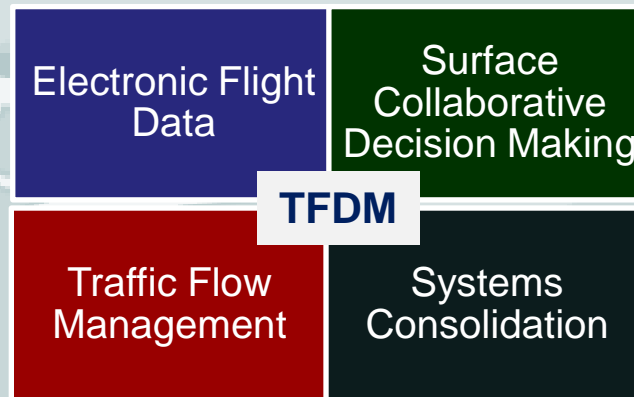 Electronic Flight
Data
Surface
Collaborative
Decision Making
TFDM
Traffic Flow
Management
Systems
Consolidation